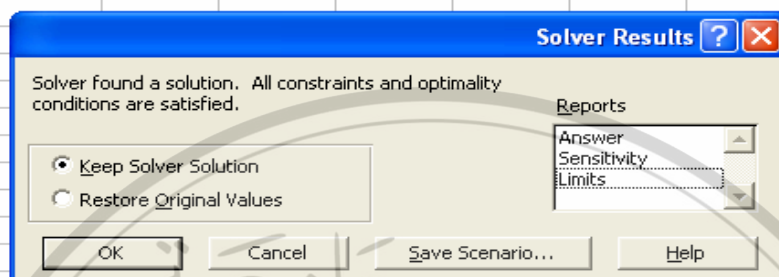 Solver Results
Solver found a solution. All constraints and optimality
conditions are satisfied.
Reports
Answer
Sensitivity
Limits
Keep Solver Solution
Restore Original Values
OK Cancel Save Scenario... Help